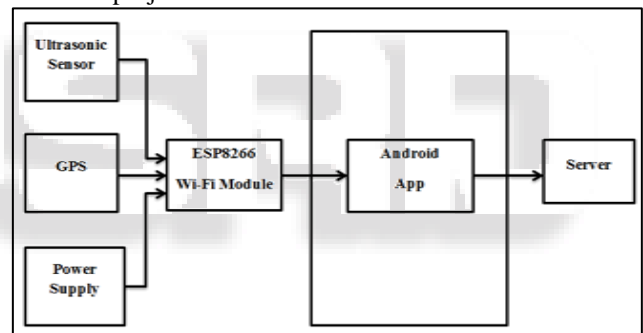 Ultrasonic
Sensor
GPS
Power
Supply
ESP8266
Wi-Fi Module
Android
App
Server